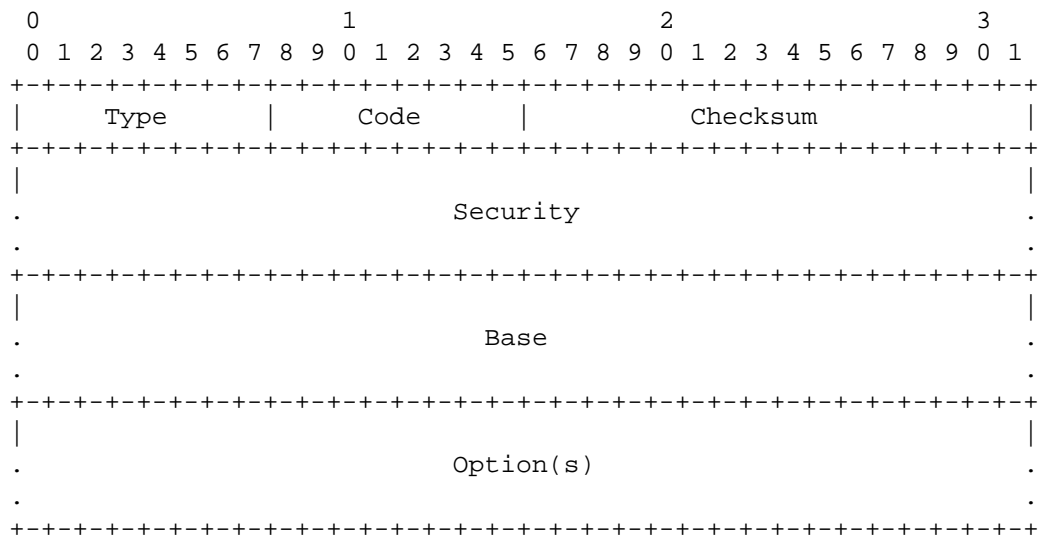 0                   1                   2                   3
 0 1 2 3 4 5 6 7 8 9 0 1 2 3 4 5 6 7 8 9 0 1 2 3 4 5 6 7 8 9 0 1
+-+-+-+-+-+-+-+-+-+-+-+-+-+-+-+-+-+-+-+-+-+-+-+-+-+-+-+-+-+-+-+-+
|     Type      |     Code      |          Checksum             |
+-+-+-+-+-+-+-+-+-+-+-+-+-+-+-+-+-+-+-+-+-+-+-+-+-+-+-+-+-+-+-+-+
|                                                               |
.                           Security                            .
.                                                               .
+-+-+-+-+-+-+-+-+-+-+-+-+-+-+-+-+-+-+-+-+-+-+-+-+-+-+-+-+-+-+-+-+
|                                                               |
.                             Base                              .
.                                                               .
+-+-+-+-+-+-+-+-+-+-+-+-+-+-+-+-+-+-+-+-+-+-+-+-+-+-+-+-+-+-+-+-+
|                                                               |
.                           Option(s)                           .
.                                                               .
+-+-+-+-+-+-+-+-+-+-+-+-+-+-+-+-+-+-+-+-+-+-+-+-+-+-+-+-+-+-+-+-+